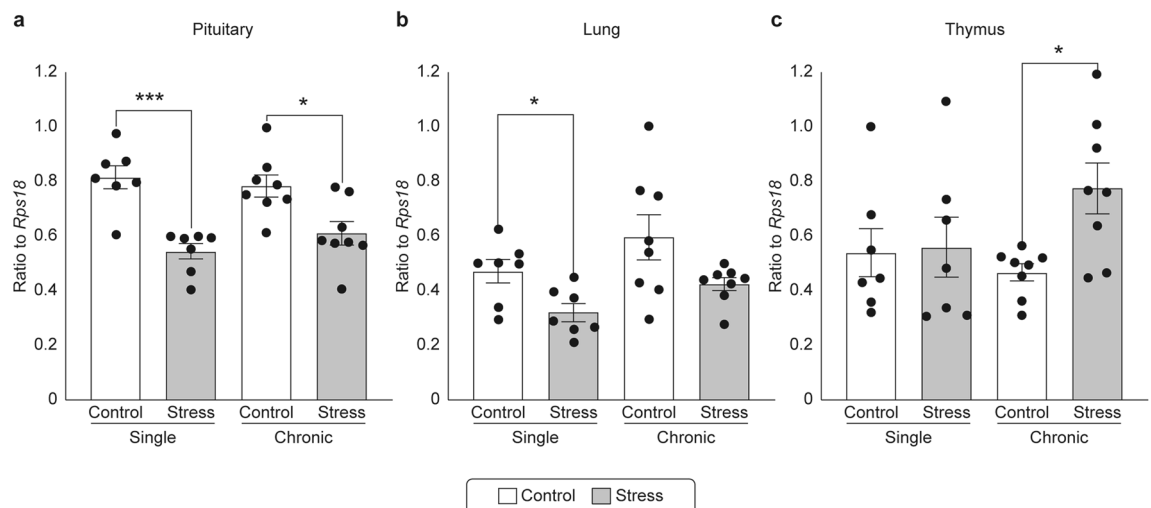 a
Pituitary
Ratio to Rps18
1.2
1.0
0.8
0.6
0.4
0.2
0
***
*
Control Stress Control Stress
Single Chronic
b
Lung
Ratio to Rps18
1.2
1.0
0.8
0.6
0.4
0.2
0
*
Control Stress Control Stress
Single Chronic
c
Thymus
Ratio to Rps18
1.2
1.0
0.8
0.6
0.4
0.2
0
*
Control Stress Control Stress
Single Chronic
Control Stress